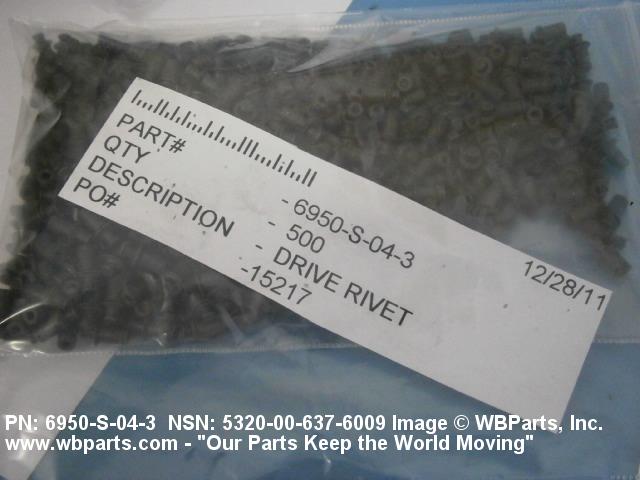 PART# - 6950-S-04-3 12/28/11
QTY - 500
DESCRIPTION - DRIVE RIVET
PO# -15217
PN: 6950-S-04-3 NSN: 5320-00-637-6009 Image © WBParts, Inc.
www.wbparts.com - "Our Parts Keep the World Moving"